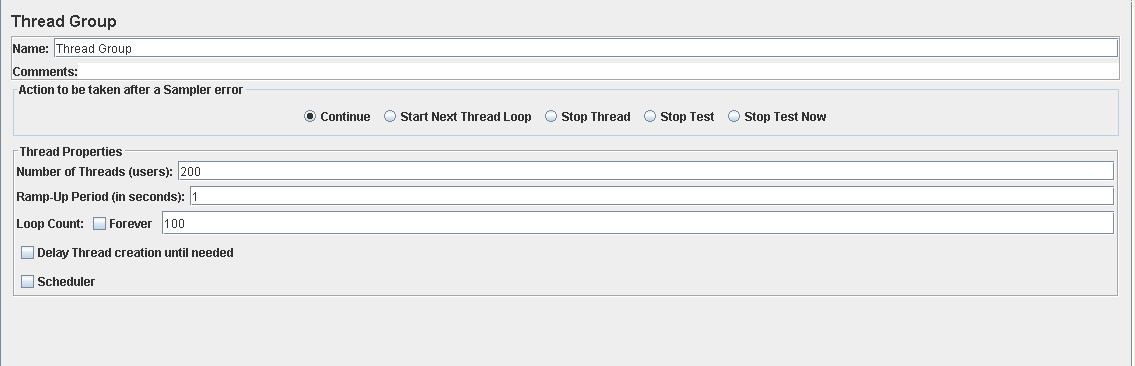 Thread Group
Name: Thread Group
Comments:
Action to be taken after a Sampler error
Continue Start Next Thread Loop Stop Thread Stop Test Stop Test Now
Thread Properties
Number of Threads (users): 200
Ramp-Up Period (in seconds): 1
Loop Count: Forever 100
Delay Thread creation until needed
Scheduler